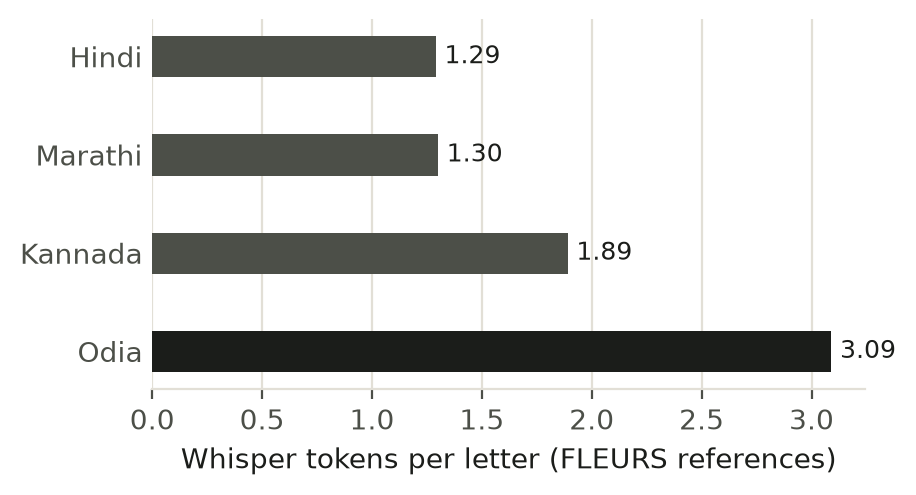 Hindi 1.29
Marathi 1.30
Kannada 1.89
Odia 3.09
0.0 0.5 1.0 1.5 2.0 2.5 3.0
Whisper tokens per letter (FLEURS references)